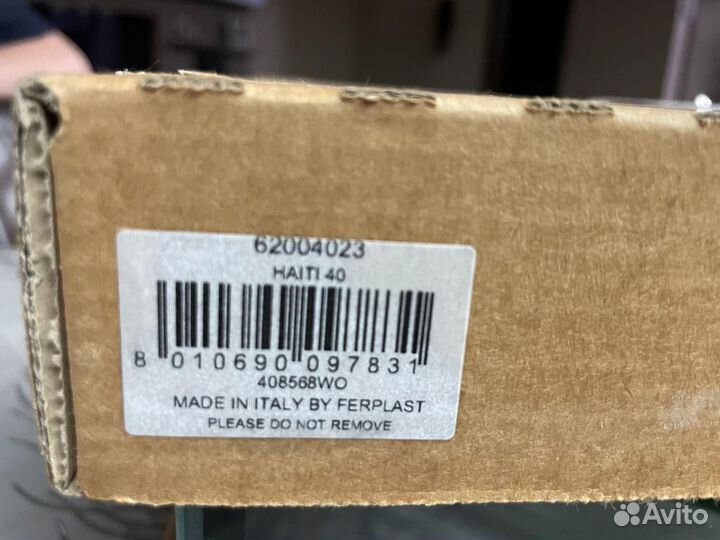 62004023
HAITI 40
8 010690 097831
408568WO
MADE IN ITALY BY FERPLAST
PLEASE DO NOT REMOVE
Avito